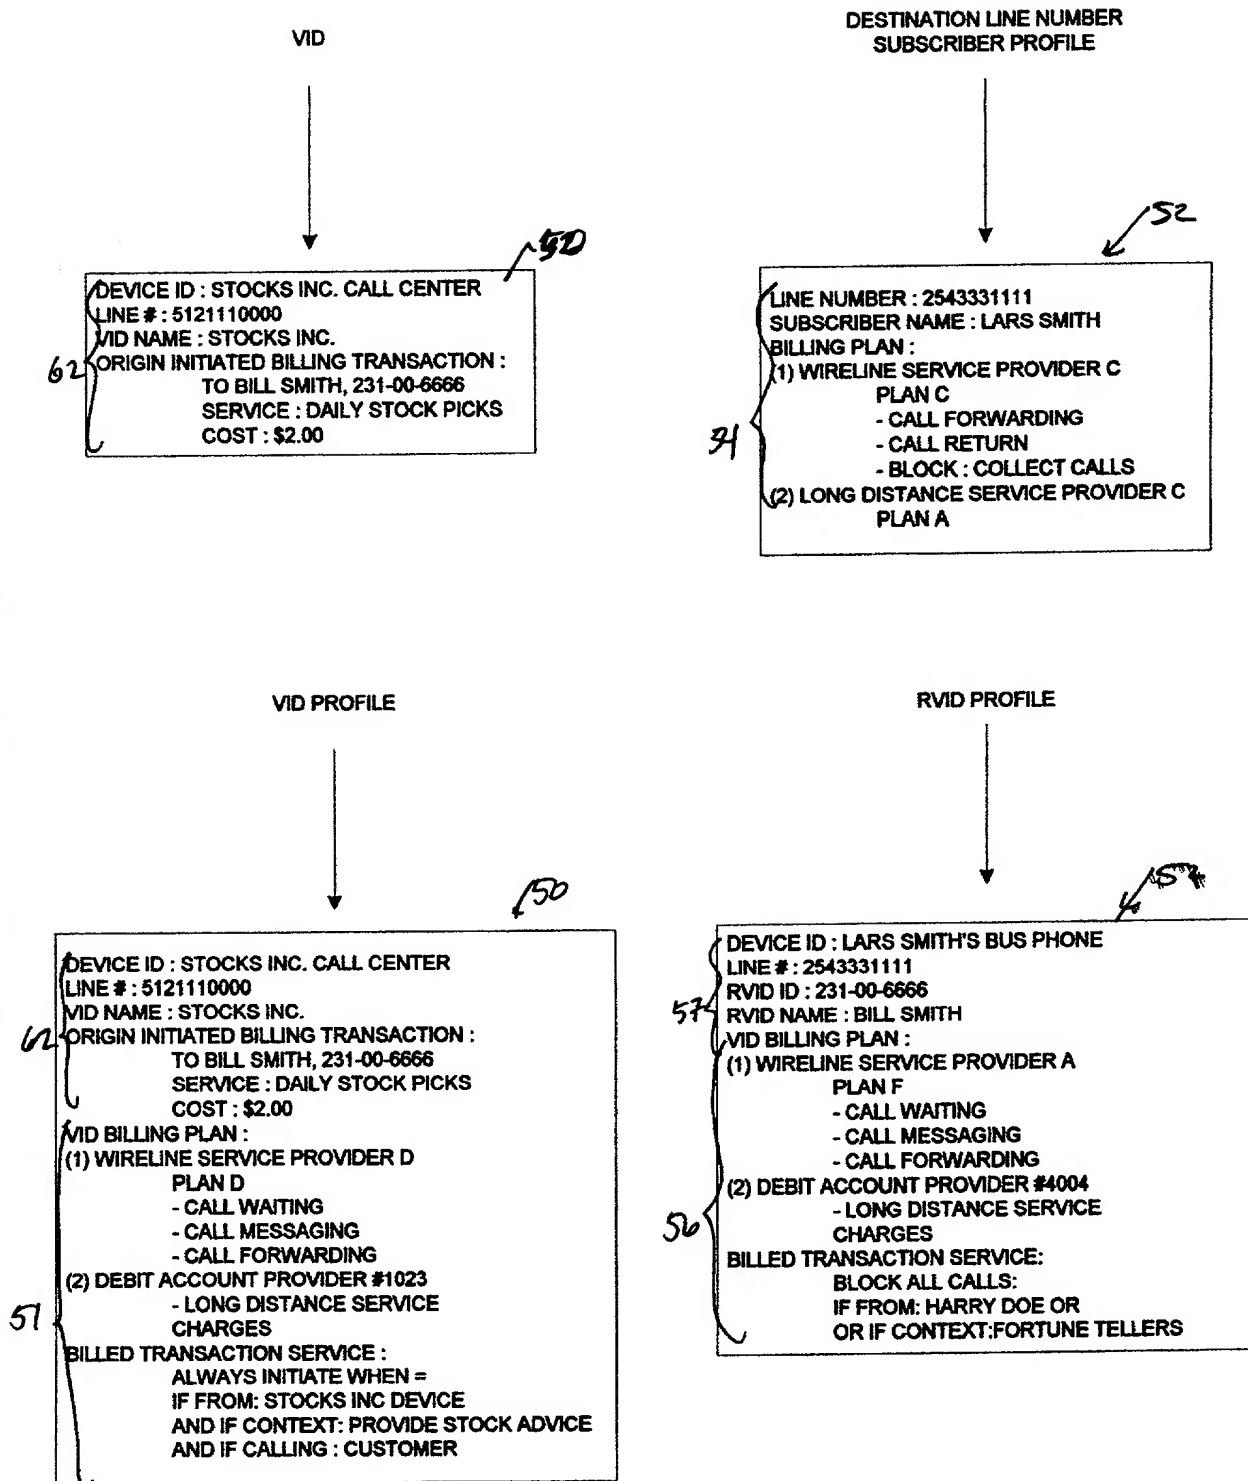 VID
DESTINATION LINE NUMBER
SUBSCRIBER PROFILE
52
DEVICE ID : STOCKS INC. CALL CENTER
LINE # : 5121110000
VID NAME : STOCKS INC.
ORIGIN INITIATED BILLING TRANSACTION :
TO BILL SMITH, 231-00-6666
SERVICE : DAILY STOCK PICKS
COST : $2.00
62
LINE NUMBER : 2543331111
SUBSCRIBER NAME : LARS SMITH
BILLING PLAN :
(1) WIRELINE SERVICE PROVIDER C
PLAN C
- CALL FORWARDING
- CALL RETURN
- BLOCK : COLLECT CALLS
(2) LONG DISTANCE SERVICE PROVIDER C
PLAN A
VID PROFILE
RVID PROFILE
50
DEVICE ID : STOCKS INC. CALL CENTER
LINE # : 5121110000
VID NAME : STOCKS INC.
ORIGIN INITIATED BILLING TRANSACTION :
TO BILL SMITH, 231-00-6666
SERVICE : DAILY STOCK PICKS
COST : $2.00
62
VID BILLING PLAN :
(1) WIRELINE SERVICE PROVIDER D
PLAN D
- CALL WAITING
- CALL MESSAGING
- CALL FORWARDING
(2) DEBIT ACCOUNT PROVIDER #1023
- LONG DISTANCE SERVICE
CHARGES
51
BILLED TRANSACTION SERVICE :
ALWAYS INITIATE WHEN =
IF FROM: STOCKS INC DEVICE
AND IF CONTEXT: PROVIDE STOCK ADVICE
AND IF CALLING : CUSTOMER
DEVICE ID : LARS SMITH'S BUS PHONE
LINE # : 2543331111
RVID ID : 231-00-6666
57
RVID NAME : BILL SMITH
VID BILLING PLAN :
(1) WIRELINE SERVICE PROVIDER A
PLAN F
- CALL WAITING
- CALL MESSAGING
- CALL FORWARDING
(2) DEBIT ACCOUNT PROVIDER #4004
- LONG DISTANCE SERVICE
56
CHARGES
BILLED TRANSACTION SERVICE:
BLOCK ALL CALLS:
IF FROM: HARRY DOE OR
OR IF CONTEXT:FORTUNE TELLERS